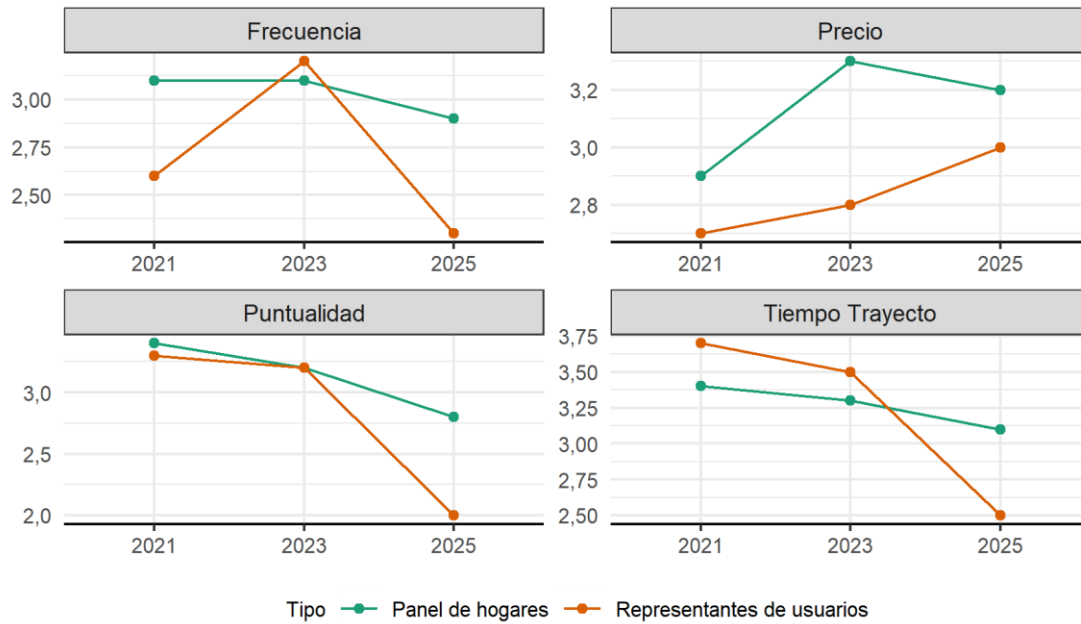 Frecuencia
3,00
2,75
2,50
2021 2023 2025
Precio
3,2
3,0
2,8
2021 2023 2025
Puntualidad
3,0
2,5
2,0
2021 2023 2025
Tiempo Trayecto
3,75
3,50
3,25
3,00
2,75
2,50
2021 2023 2025
Tipo Panel de hogares Representantes de usuarios